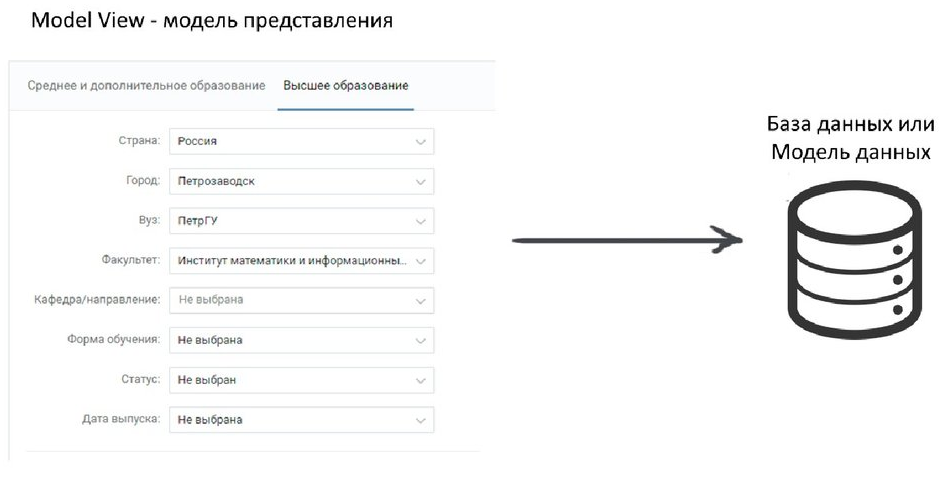 Model View - модель представления
Среднее и дополнительное образование Высшее образование
Страна: Россия
Город: Петрозаводск
Вуз: ПетрГУ
Факультет: Институт математики и информационны...
Кафедра/направление: Не выбрана
Форма обучения: Не выбрана
Статус: Не выбран
Дата выпуска: Не выбрана
База данных или
Модель данных